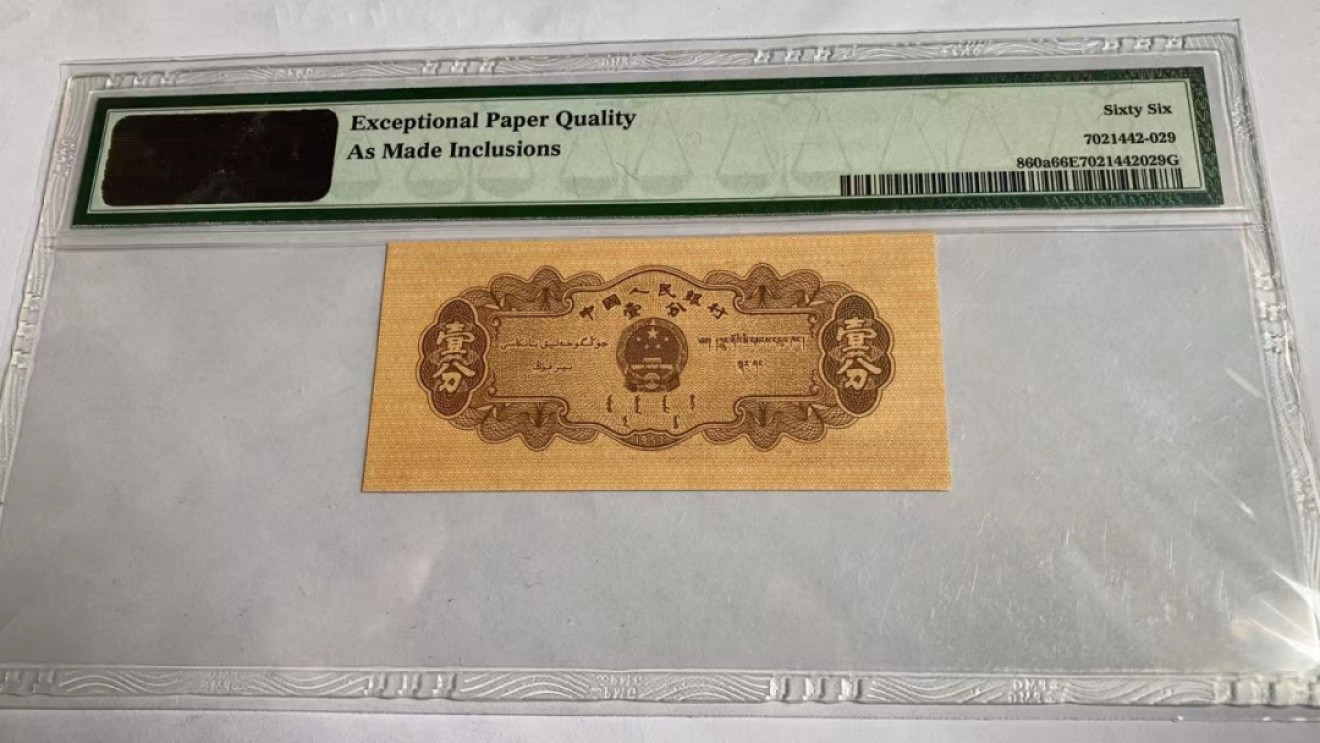 Exceptional Paper Quality
As Made Inclusions
Sixty Six
7021442-029
860a66E7021442029G
中國人民銀行
壹分
壹分
壹分
1953